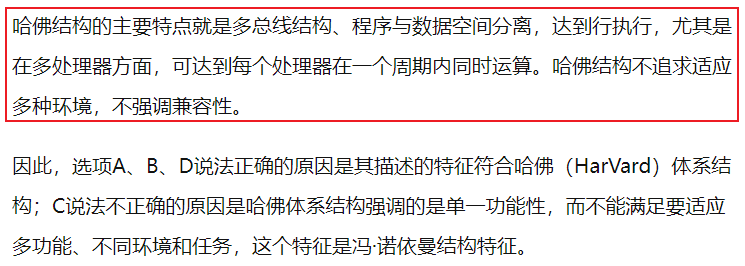 哈佛结构的主要特点就是多总线结构、程序与数据空间分离，达到行执行，尤其是
在多处理器方面，可达到每个处理器在一个周期内同时运算。哈佛结构不追求适应
多种环境，不强调兼容性。
因此，选项A、B、D说法正确的原因是其描述的特征符合哈佛（HarVard）体系结
构；C说法不正确的原因是哈佛体系结构强调的是单一功能性，而不能满足要适应
多功能、不同环境和任务，这个特征是冯·诺依曼结构特征。